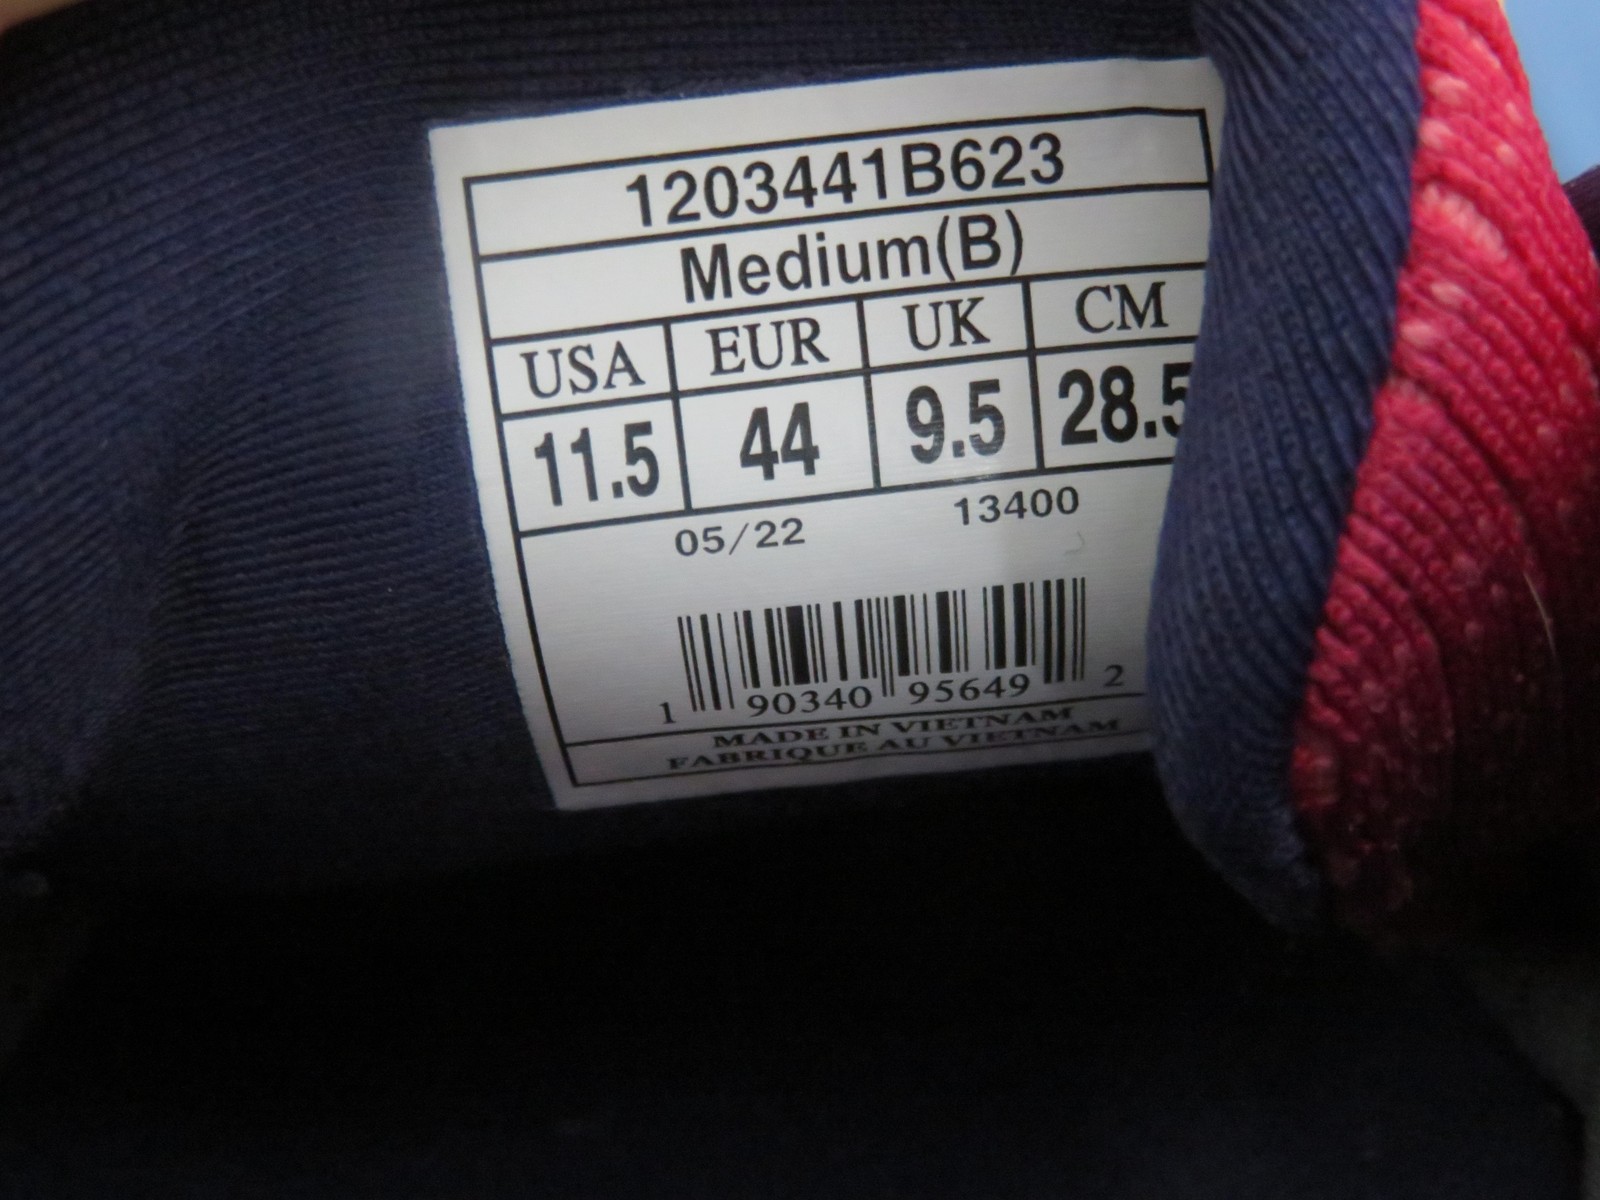 1203441B623
Medium(B)
USA EUR UK CM
11.5 44 9.5 28.5
05/22 13400
1 90340 95649 2
MADE IN VIETNAM
FABRIQUE AU VIETNAM